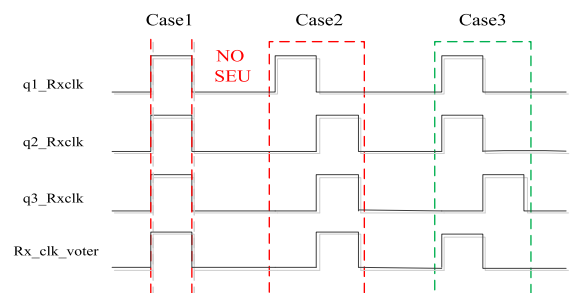 Case1 Case2 Case3
NO
SEU
q1_Rxclk
q2_Rxclk
q3_Rxclk
Rx_clk_voter